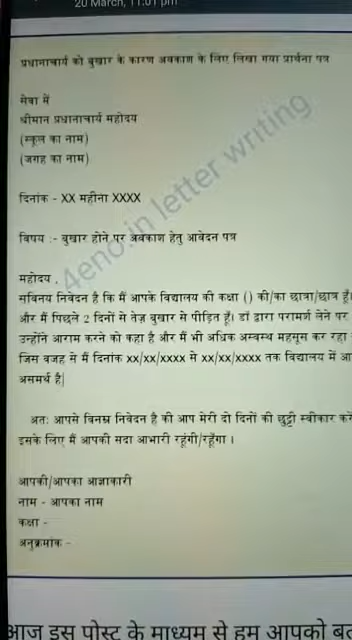 20 March, 11:01 pm
प्रधानाचार्य को बुखार के कारण अवकाश के लिए लिखा गया प्रार्थना पत्र
सेवा में
श्रीमान प्रधानाचार्य महोदय
(स्कूल का नाम)
(जगह का नाम)
दिनांक - XX महीना XXXX
विषय :- बुखार होने पर अवकाश हेतु आवेदन पत्र
महोदय ,
सविनय निवेदन है कि मैं आपके विद्यालय की कक्षा () की/का छात्रा/छात्र हूँ।
और मैं पिछले 2 दिनों से तेज़ बुखार से पीड़ित हूँ। डॉ द्वारा परामर्श लेने पर
उन्होंने आराम करने को कहा है और मैं भी अधिक अस्वस्थ महसूस कर रहा
जिस वजह से मैं दिनांक xx/xx/xxxx से xx/xx/xxxx तक विद्यालय में आ
असमर्थ है|
अतः आपसे विनम्र निवेदन है की आप मेरी दो दिनों की छुट्टी स्वीकार करें
इसके लिए मैं आपकी सदा आभारी रहूंगी/रहूँगा ।
आपकी/आपका आज्ञाकारी
नाम - आपका नाम
कक्षा -
अनुक्रमांक -
4eno.in letter writing
आज इस पोस्ट के माध्यम से हम आपको